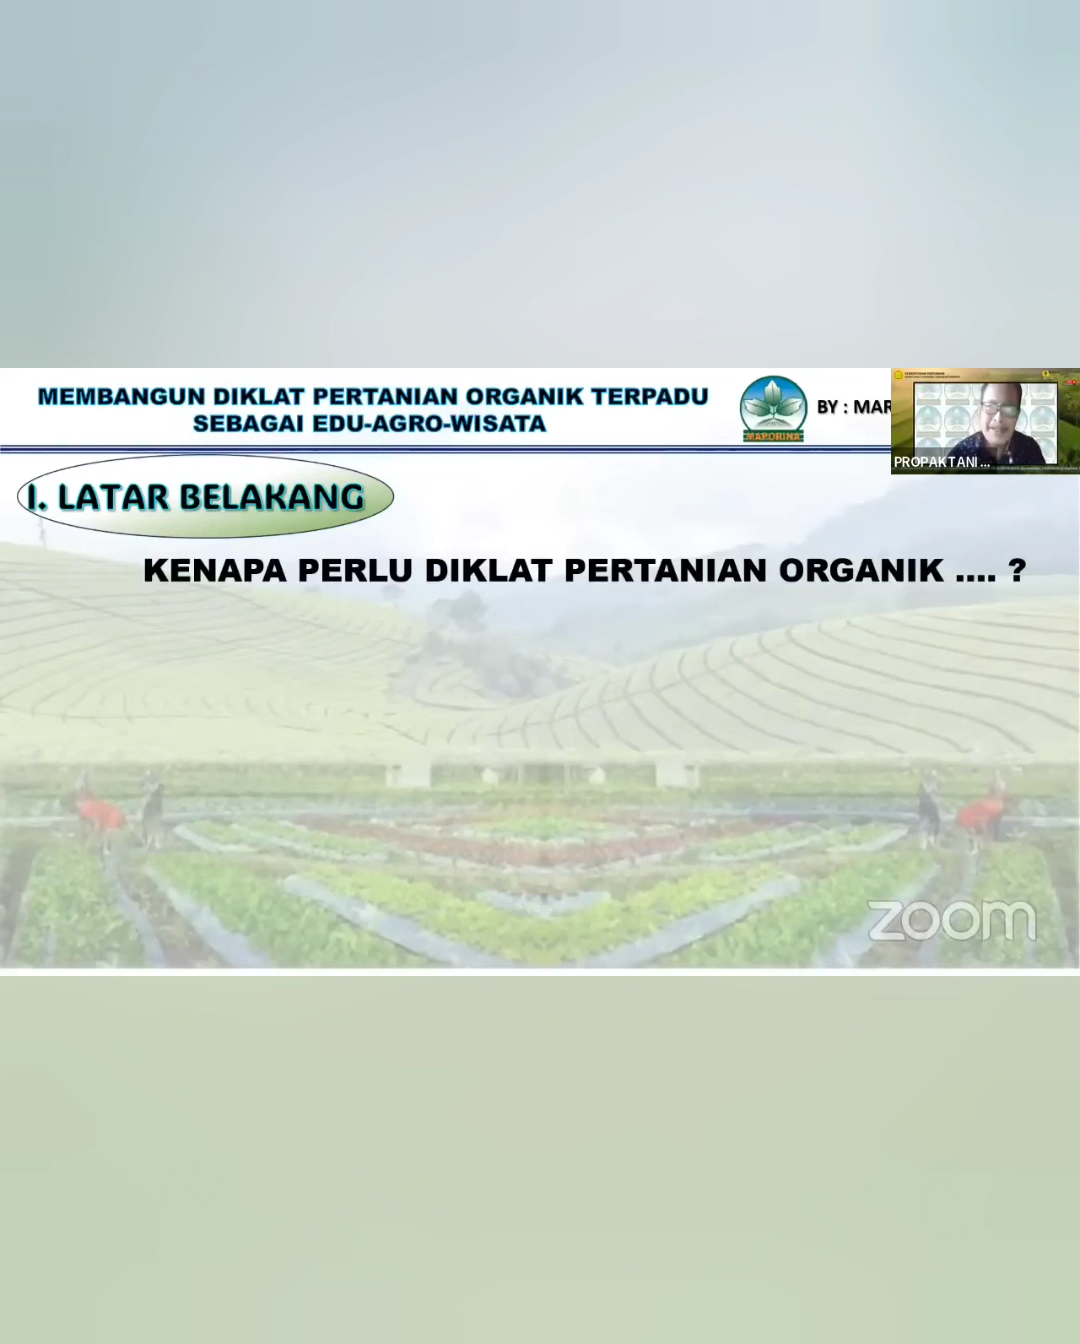 MEMBANGUN DIKLAT PERTANIAN ORGANIK TERPADU
SEBAGAI EDU-AGRO-WISATA
MAPORINA
BY : MAR
PROPAKTANI ...
I. LATAR BELAKANG
KENAPA PERLU DIKLAT PERTANIAN ORGANIK .... ?
zoom